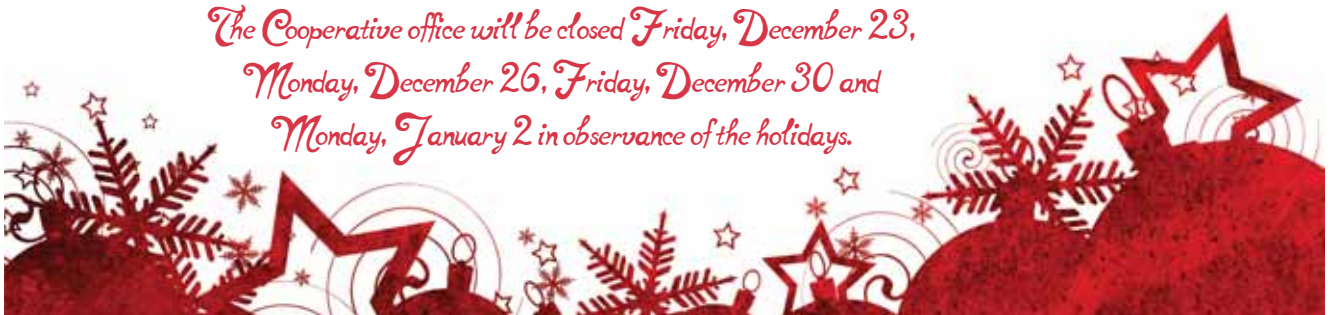 The Cooperative office will be closed Friday, December 23,
Monday, December 26, Friday, December 30 and
Monday, January 2 in observance of the holidays.